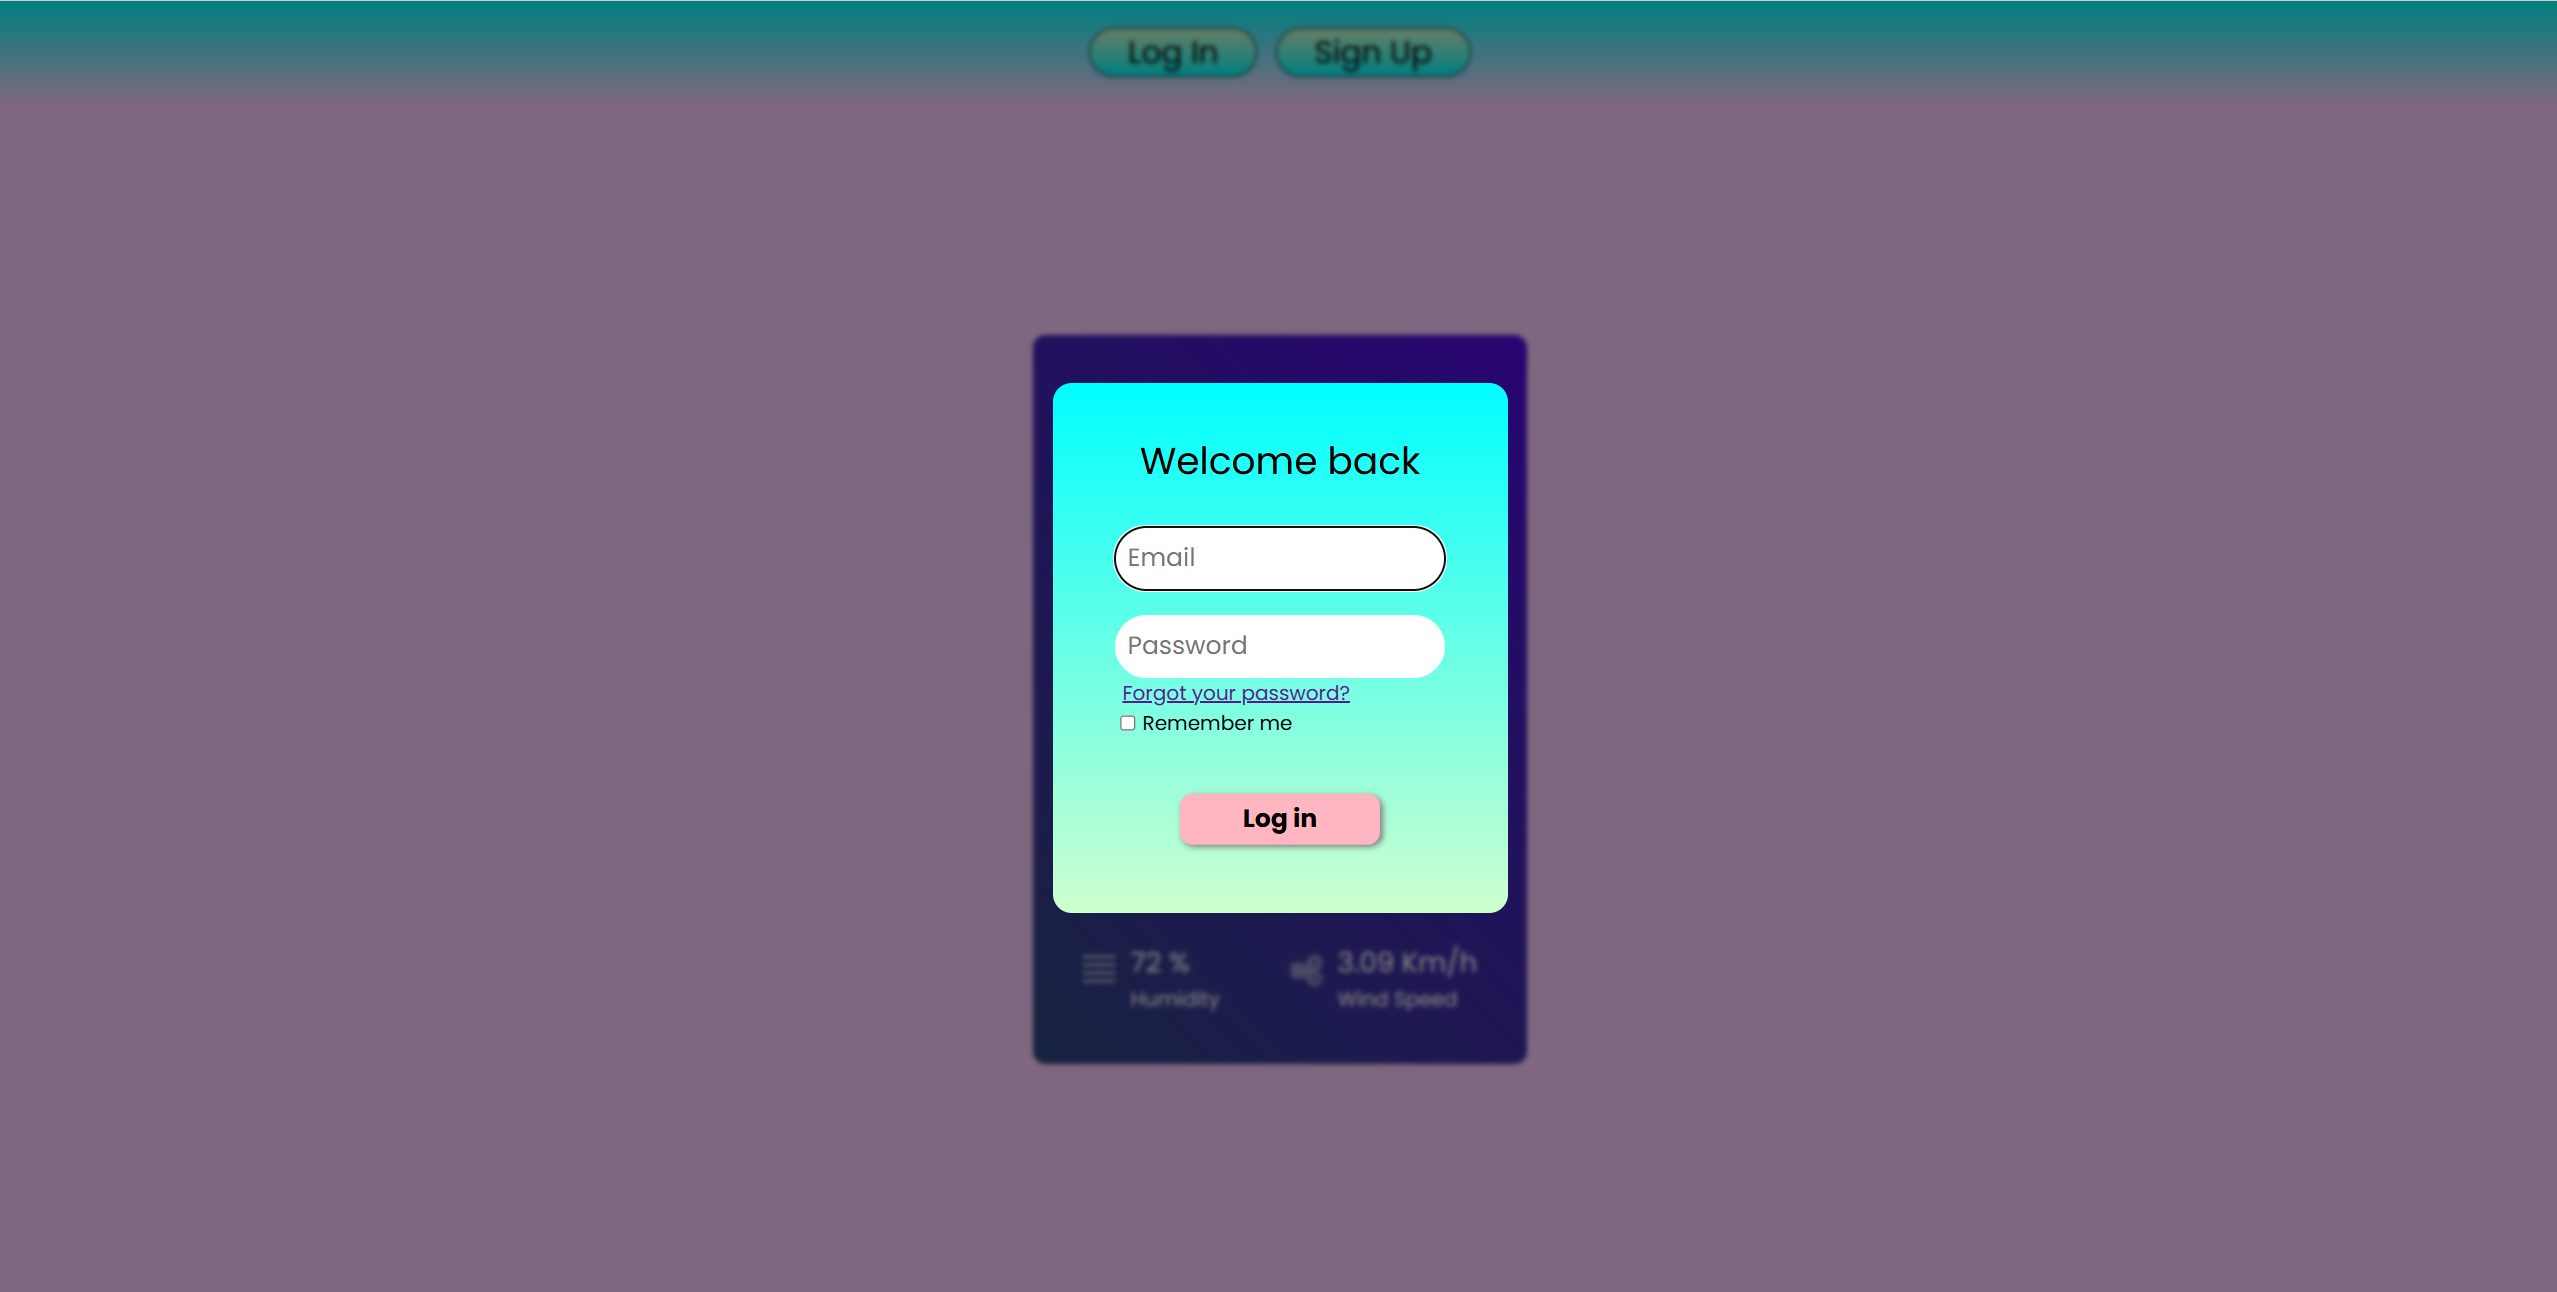 Log In Sign Up
Welcome back
Email
Password
Forgot your password?
Remember me
Log in
72 % 3.09 Km/h
Humidity Wind Speed